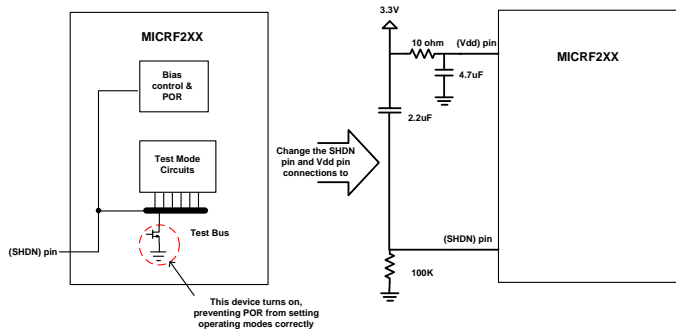 MICRF2XX
Bias
control &
POR
Test Mode
Circuits
Test Bus
(SHDN) pin
This device turns on,
preventing POR from setting
operating modes correctly
Change the SHDN
pin and Vdd pin
connections to
3.3V
10 ohm
(Vdd) pin
4.7uF
2.2uF
MICRF2XX
(SHDN) pin
100K